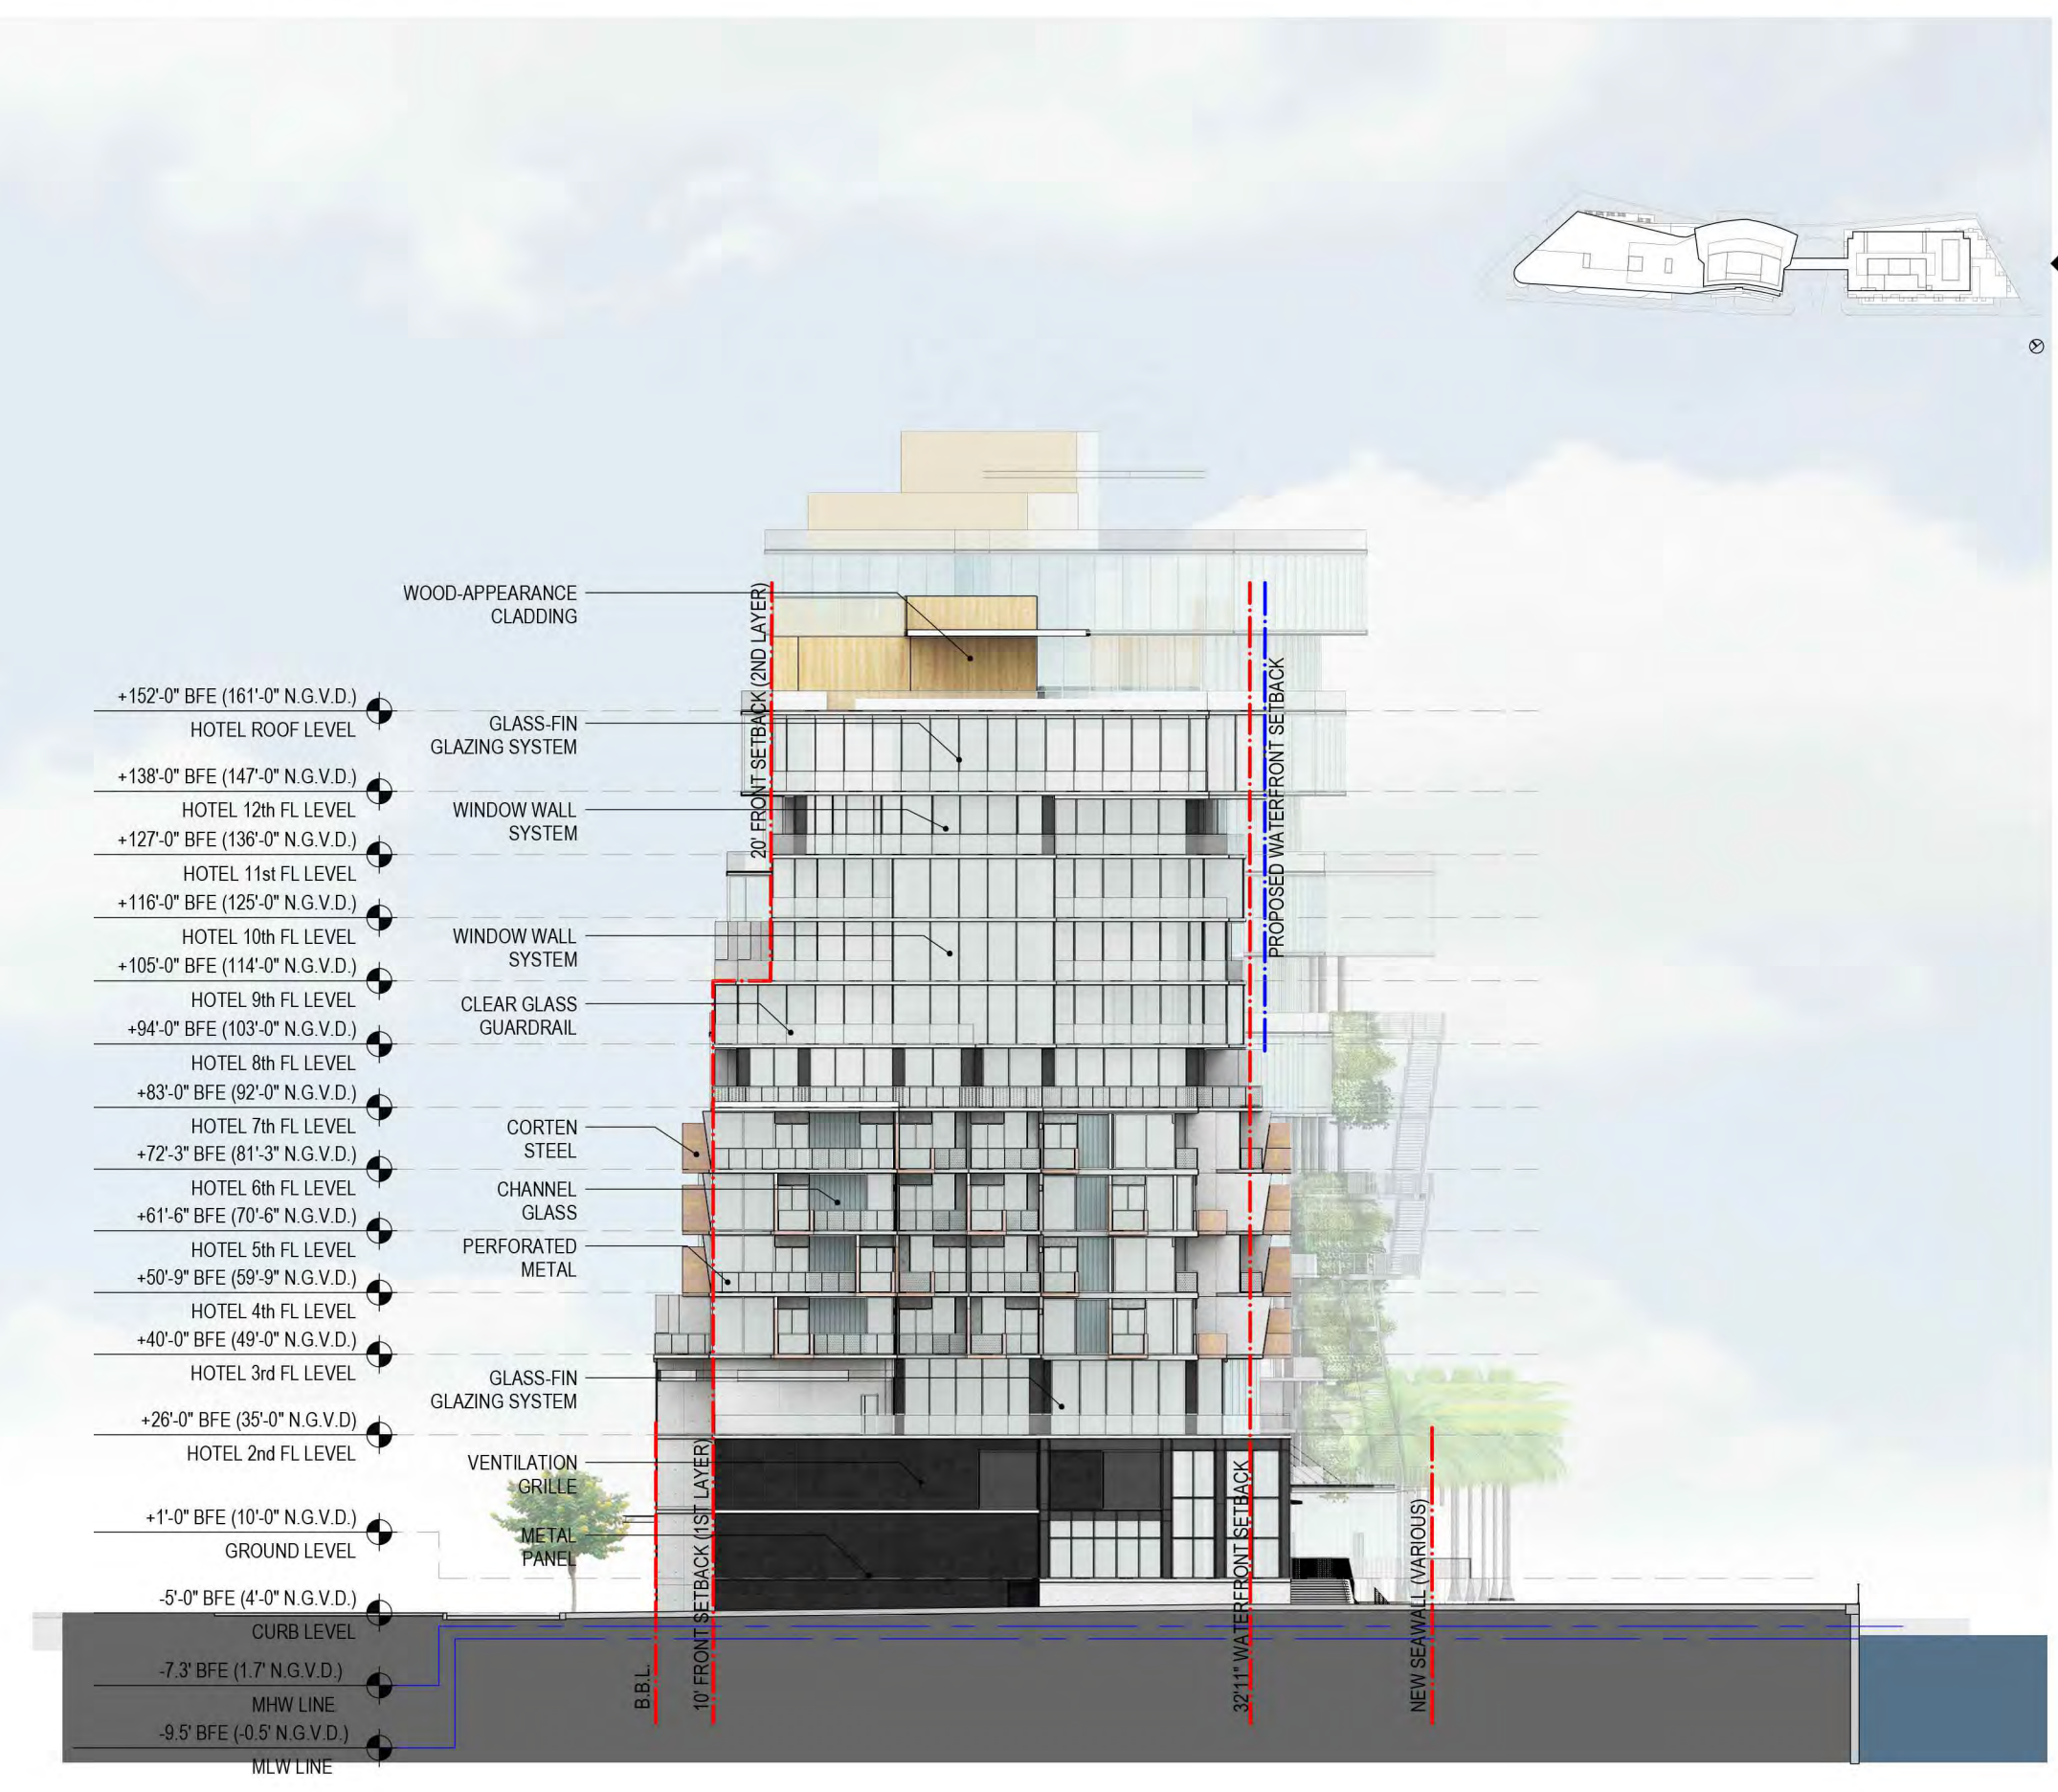 WOOD-APPEARANCE
CLADDING
20' FRONT SETBACK (2ND LAYER)
PROPOSED WATERFRONT SETBACK
+152'-0" BFE (161'-0" N.G.V.D.)
HOTEL ROOF LEVEL
GLASS-FIN
GLAZING SYSTEM
+138'-0" BFE (147'-0" N.G.V.D.)
HOTEL 12th FL LEVEL
WINDOW WALL
SYSTEM
+127'-0" BFE (136'-0" N.G.V.D.)
HOTEL 11st FL LEVEL
+116'-0" BFE (125'-0" N.G.V.D.)
HOTEL 10th FL LEVEL
WINDOW WALL
SYSTEM
+105'-0" BFE (114'-0" N.G.V.D.)
HOTEL 9th FL LEVEL
CLEAR GLASS
GUARDRAIL
+94'-0" BFE (103'-0" N.G.V.D.)
HOTEL 8th FL LEVEL
+83'-0" BFE (92'-0" N.G.V.D.)
HOTEL 7th FL LEVEL
CORTEN
STEEL
+72'-3" BFE (81'-3" N.G.V.D.)
HOTEL 6th FL LEVEL
CHANNEL
GLASS
+61'-6" BFE (70'-6" N.G.V.D.)
HOTEL 5th FL LEVEL
PERFORATED
METAL
+50'-9" BFE (59'-9" N.G.V.D.)
HOTEL 4th FL LEVEL
+40'-0" BFE (49'-0" N.G.V.D.)
HOTEL 3rd FL LEVEL
GLASS-FIN
GLAZING SYSTEM
+26'-0" BFE (35'-0" N.G.V.D)
HOTEL 2nd FL LEVEL
VENTILATION
GRILLE
+1'-0" BFE (10'-0" N.G.V.D.)
GROUND LEVEL
METAL
PANEL
-5'-0" BFE (4'-0" N.G.V.D.)
CURB LEVEL
-7.3' BFE (1.7' N.G.V.D.)
MHW LINE
-9.5' BFE (-0.5' N.G.V.D.)
MLW LINE
B.B.L.
10' FRONT SETBACK (1ST LAYER)
32'11" WATERFRONT SETBACK
NEW SEAWALL (VARIOUS)